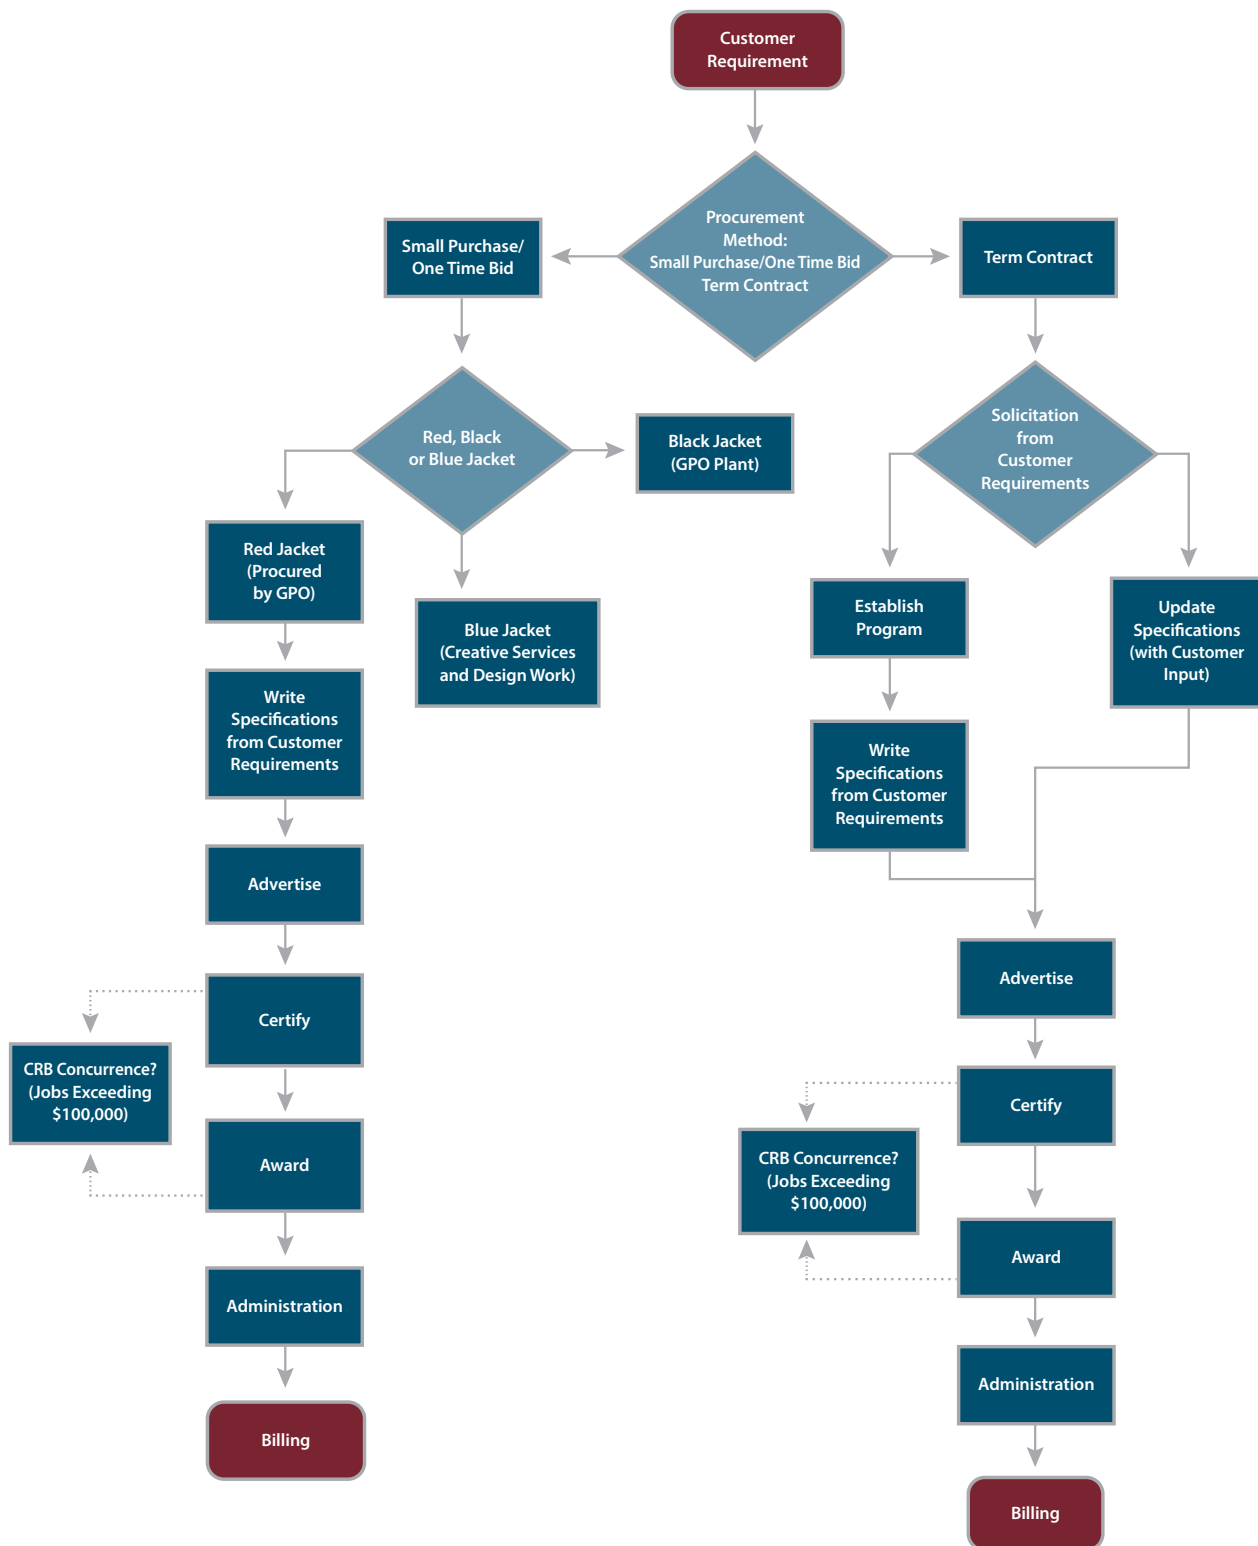 Customer
Requirement
Procurement
Method:
Small Purchase/One Time Bid
Term Contract
Small Purchase/
One Time Bid
Term Contract
Red, Black
or Blue Jacket
Black Jacket
(GPO Plant)
Solicitation
from
Customer
Requirements
Red Jacket
(Procured
by GPO)
Blue Jacket
(Creative Services
and Design Work)
Establish
Program
Update
Specifications
(with Customer
Input)
Write
Specifications
from Customer
Requirements
Write
Specifications
from Customer
Requirements
Advertise
Advertise
Certify
CRB Concurrence?
(Jobs Exceeding
$100,000)
Certify
Award
CRB Concurrence?
(Jobs Exceeding
$100,000)
Award
Administration
Administration
Billing
Billing